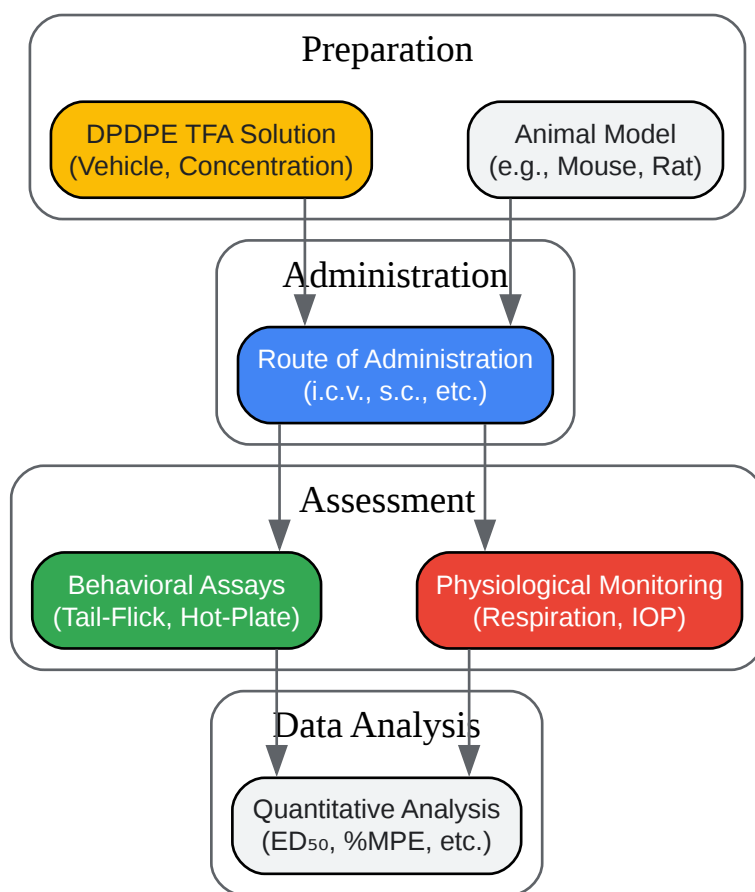 Preparation
DPDPE TFA Solution
(Vehicle, Concentration)
Animal Model
(e.g., Mouse, Rat)
Administration
Route of Administration
(i.c.v., s.c., etc.)
Assessment
Behavioral Assays
(Tail-Flick, Hot-Plate)
Physiological Monitoring
(Respiration, IOP)
Data Analysis
Quantitative Analysis
(ED₅₀, %MPE, etc.)